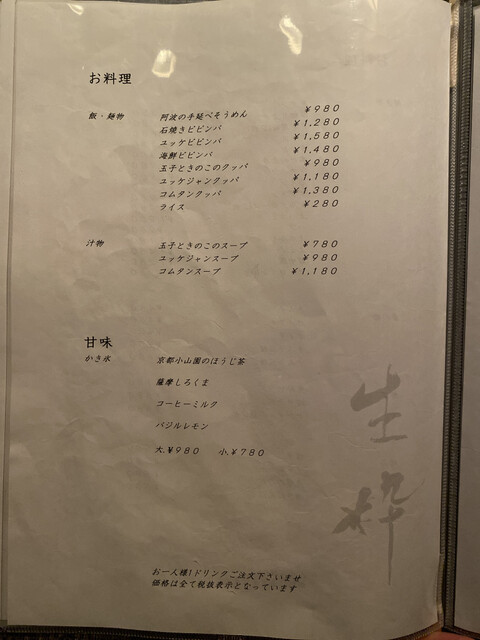 お料理
飯・麺物 阿波の手延べそうめん ¥980
石焼きビビンバ ¥1,280
ユッケビビンバ ¥1,580
海鮮ビビンバ ¥1,480
玉子ときのこのクッパ ¥980
ユッケジャンクッパ ¥1,180
コムタンクッパ ¥1,380
ライス ¥280
汁物 玉子ときのこのスープ ¥780
ユッケジャンスープ ¥980
コムタンスープ ¥1,180
甘味
かき氷 京都小山園のほうじ茶
薩摩しろくま
コーヒーミルク
バジルレモン
大.¥980 小.¥780
生粋
お一人様1ドリンクご注文下さいませ
価格は全て税抜表示となっています